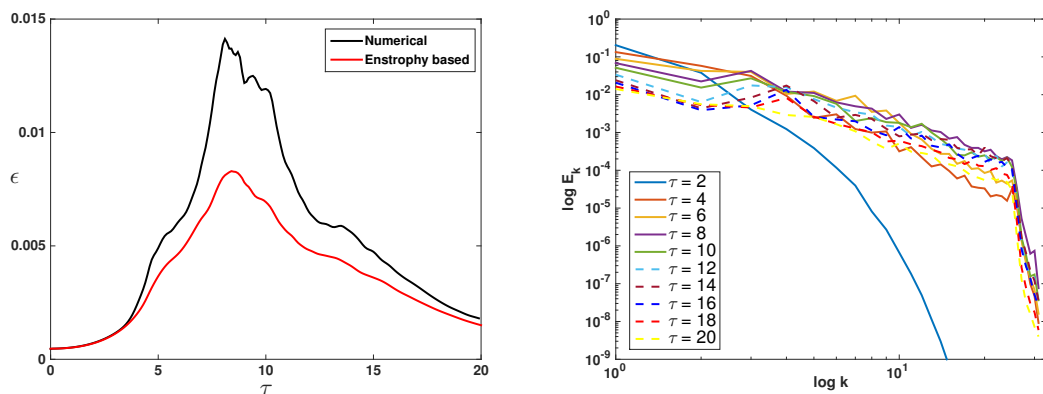 0.015
0.01
ϵ
0.005
0
0
5
10
15
20
τ
Numerical
Enstrophy based
10^0
10^-1
10^-2
10^-3
10^-4
10^-5
10^-6
10^-7
10^-8
10^-9
log E_k
τ = 2
τ = 4
τ = 6
τ = 8
τ = 10
τ = 12
τ = 14
τ = 16
τ = 18
τ = 20
10^0
10^1
log k